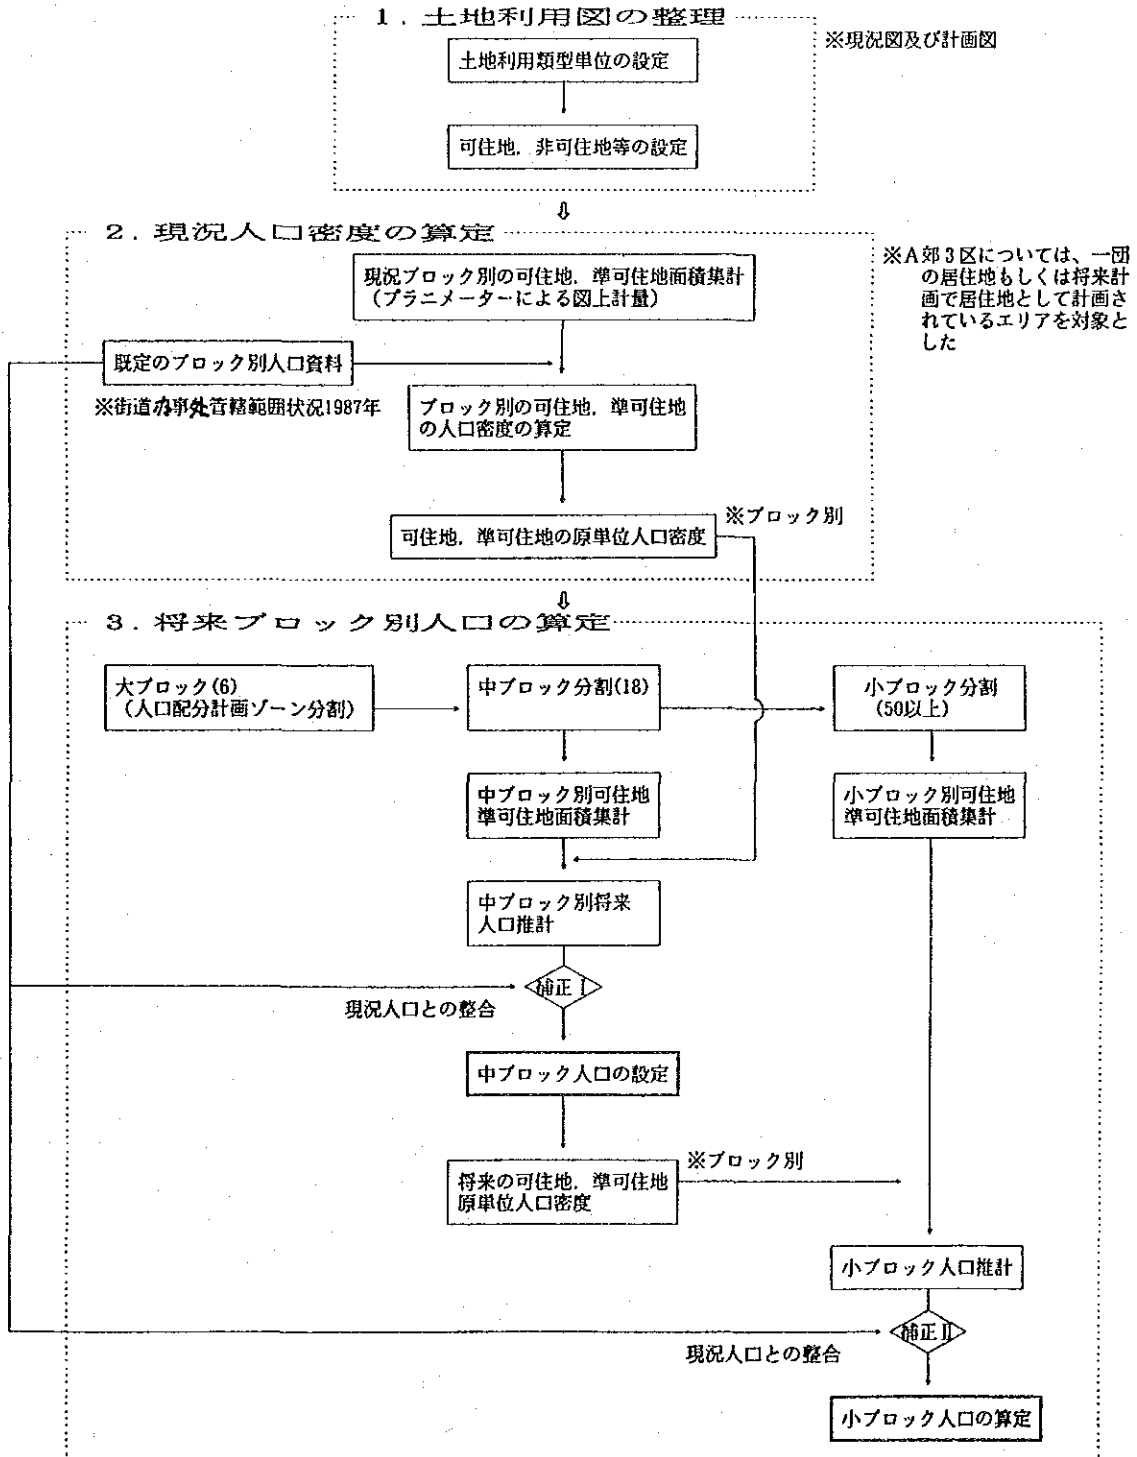 1. 土地利用図の整理
※現況図及び計画図
土地利用類型単位の設定
可住地，非可住地等の設定
⇩
2. 現況人口密度の算定
※A郊3区については、一団
の居住地もしくは将来計
画で居住地として計画さ
れているエリアを対象と
した
現況ブロック別の可住地，準可住地面積集計
（プラニメーターによる図上計量）
既定のブロック別人口資料
※街道办事处管轄範囲状況1987年
ブロック別の可住地，準可住地
の人口密度の算定
※ブロック別
可住地，準可住地の原単位人口密度
⇩
3. 将来ブロック別人口の算定
大ブロック(6)
（人口配分計画ゾーン分割）
中ブロック分割(18)
小ブロック分割
(50以上)
中ブロック別可住地
準可住地面積集計
小ブロック別可住地
準可住地面積集計
中ブロック別将来
人口推計
補正Ⅰ
現況人口との整合
中ブロック人口の設定
※ブロック別
将来の可住地，準可住地
原単位人口密度
小ブロック人口推計
補正Ⅱ
現況人口との整合
小ブロック人口の算定